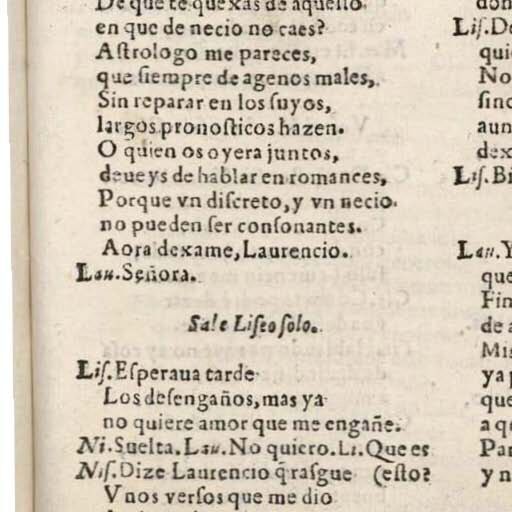 De que te quexas de aquesso.
en que de necio no caes?
Astrologo me pareces,
que siempre de agenos males,
Sin reparar en los suyos,
largos pronosticos hazen.
O quien os oyera juntos,
deueys de hablar en romances,
Porque vn discreto, y vn necio.
no pueden ser consonantes.
Aora dexame, Laurencio.
Lau. Señora.
Sale Liseo solo.
Lis. Esperaua tarde
Los desengaños, mas ya
no quiere amor que me engañe.
Ni. Suelta. Lau. No quiero. Li. Que es
Nis. Dize Laurencio q̃ rasgue (esto?
Vnos versos que me dio
don
Lis. De
qui
No
sinc
aun
dex
Lis. Bi
Lau. Y
que
Fin
de a
Mis
ya p
que
a qu
Par
y n